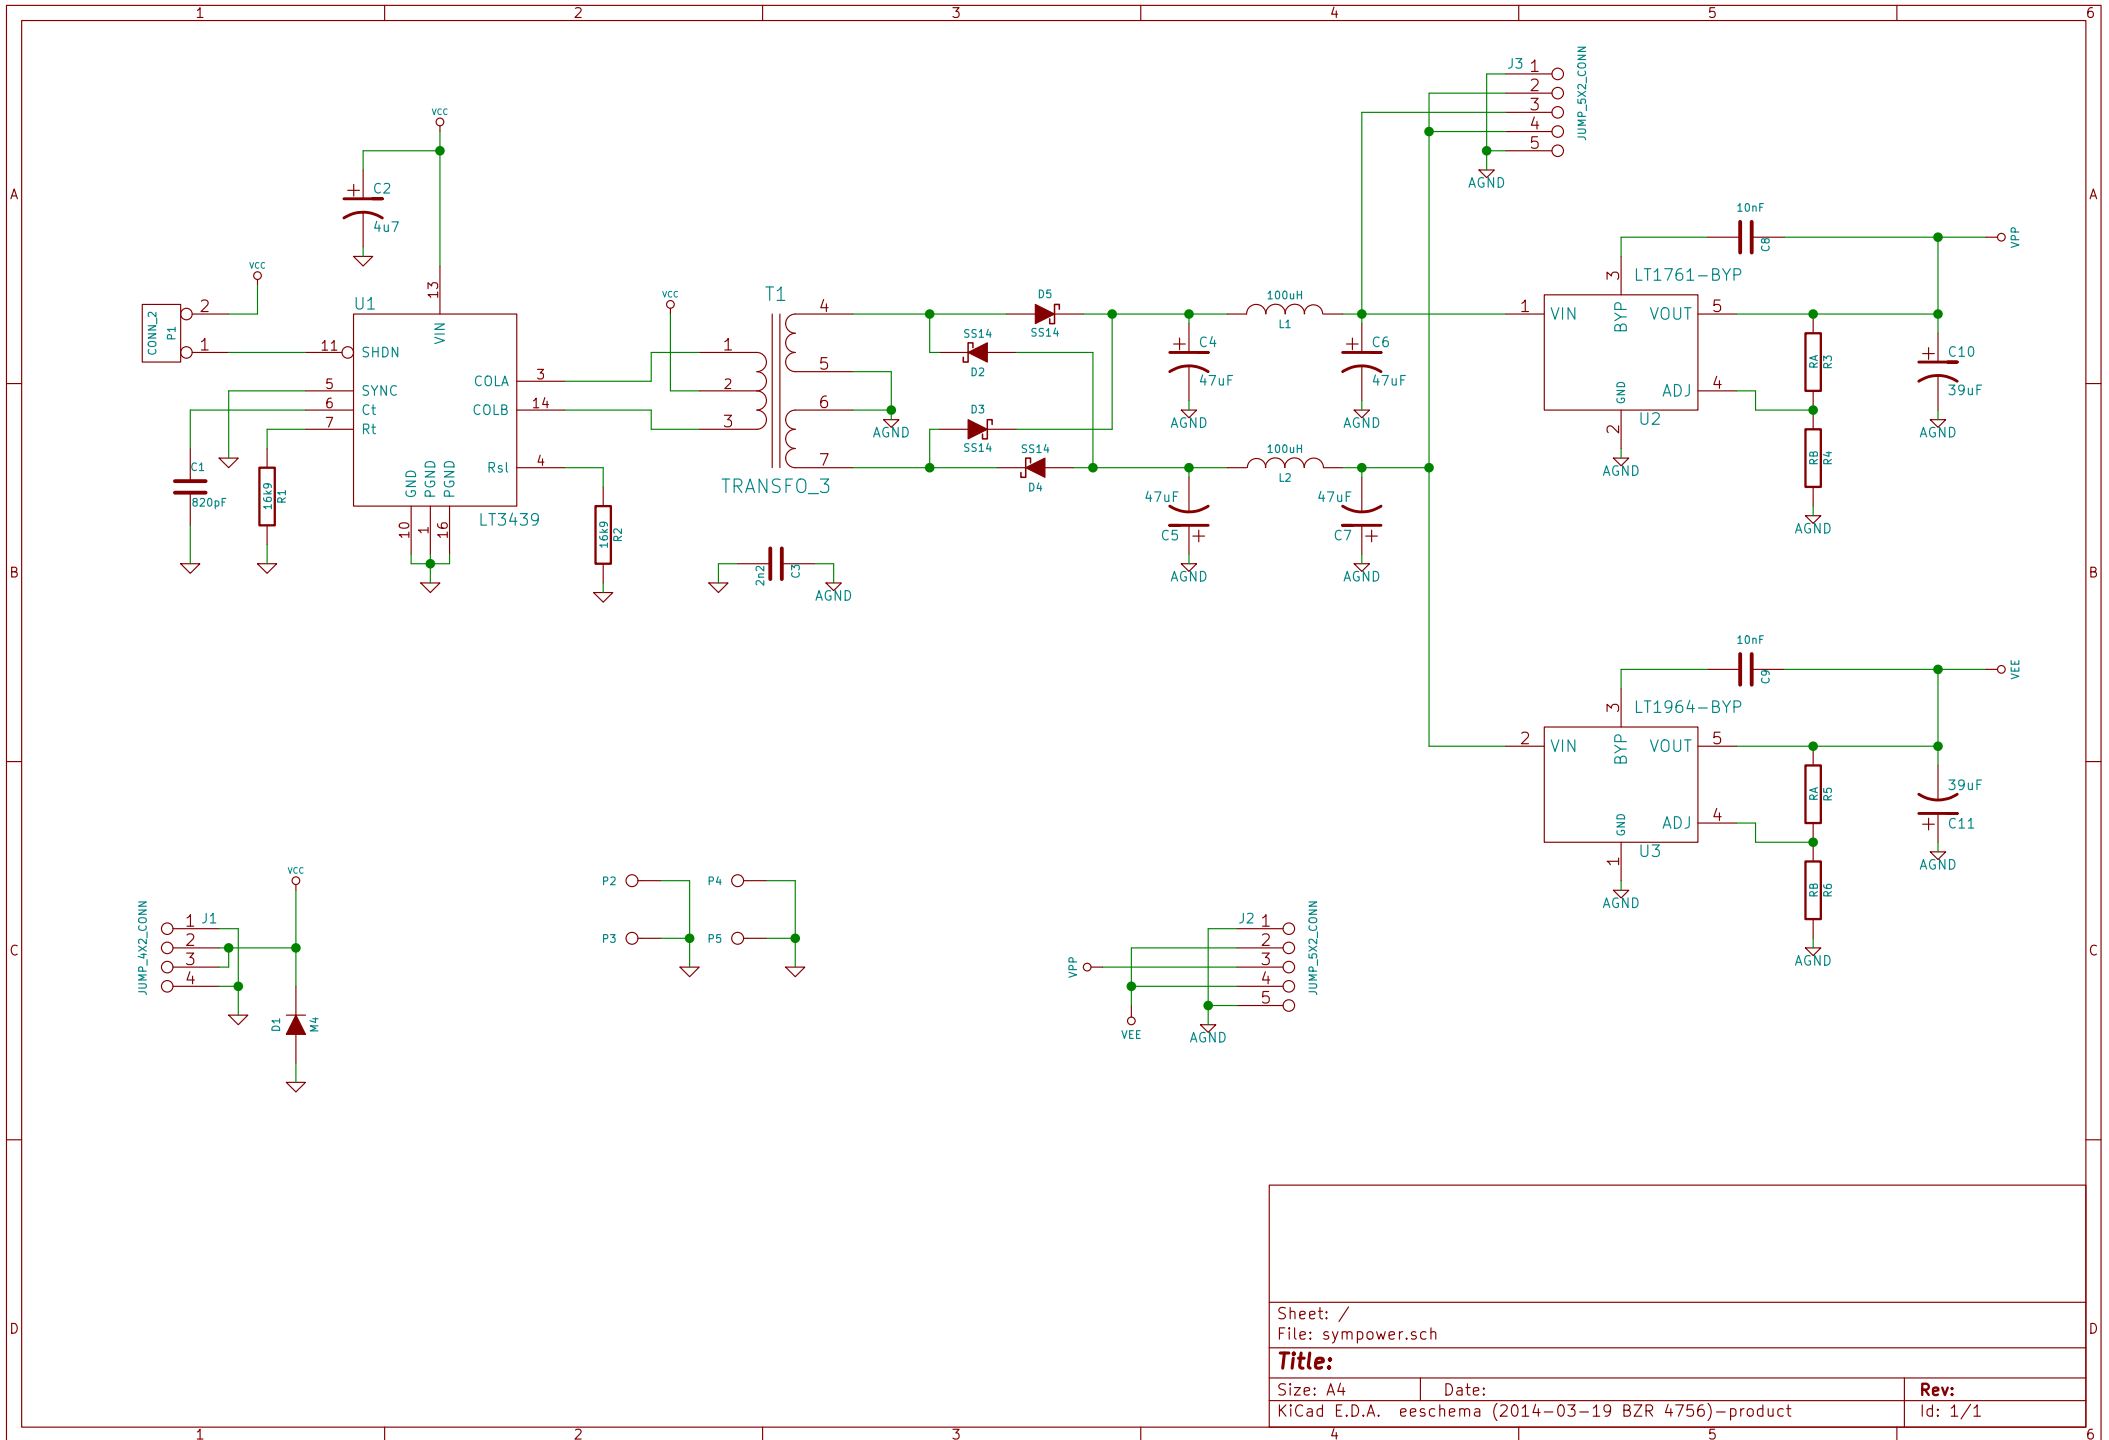 1 2 3 4 5 6
A
B
C
D
J3
1
2
3
4
5
JUMP_5X2_CONN
AGND
VCC
C2
4u7
VCC
CONN_2
P1
2
1
U1
13
VIN
11 SHDN
5 SYNC
6 Ct
7 Rt
COLA 3
COLB 14
Rsl 4
GND
PGND
PGND
10
1
16
LT3439
C1
820pF
16k9
R1
16k9
R2
VCC
T1
1
2
3
4
5
6
7
TRANSFO_3
AGND
2n2
C3
AGND
D5
SS14
SS14
D2
D3
SS14
SS14
D4
C4
47uF
AGND
100uH
L1
C6
47uF
AGND
47uF
C5
AGND
100uH
L2
47uF
C7
AGND
10nF
C8
VPP
LT1761-BYP
3
1 VIN
BYP
VOUT 5
ADJ 4
GND
2
U2
AGND
RA
R3
RB
R4
AGND
C10
39uF
AGND
10nF
C9
VEE
LT1964-BYP
3
2 VIN
BYP
VOUT 5
ADJ 4
GND
1
U3
AGND
RA
R5
RB
R6
AGND
39uF
C11
AGND
JUMP_4X2_CONN
J1
1
2
3
4
VCC
D1
M4
P2
P3
P4
P5
J2
1
2
3
4
5
JUMP_5X2_CONN
VPP
VEE
AGND
Sheet: /
File: sympower.sch
Title:
Size: A4 Date: Rev:
KiCad E.D.A. eeschema (2014-03-19 BZR 4756)-product Id: 1/1
A
B
C
D
1 2 3 4 5 6